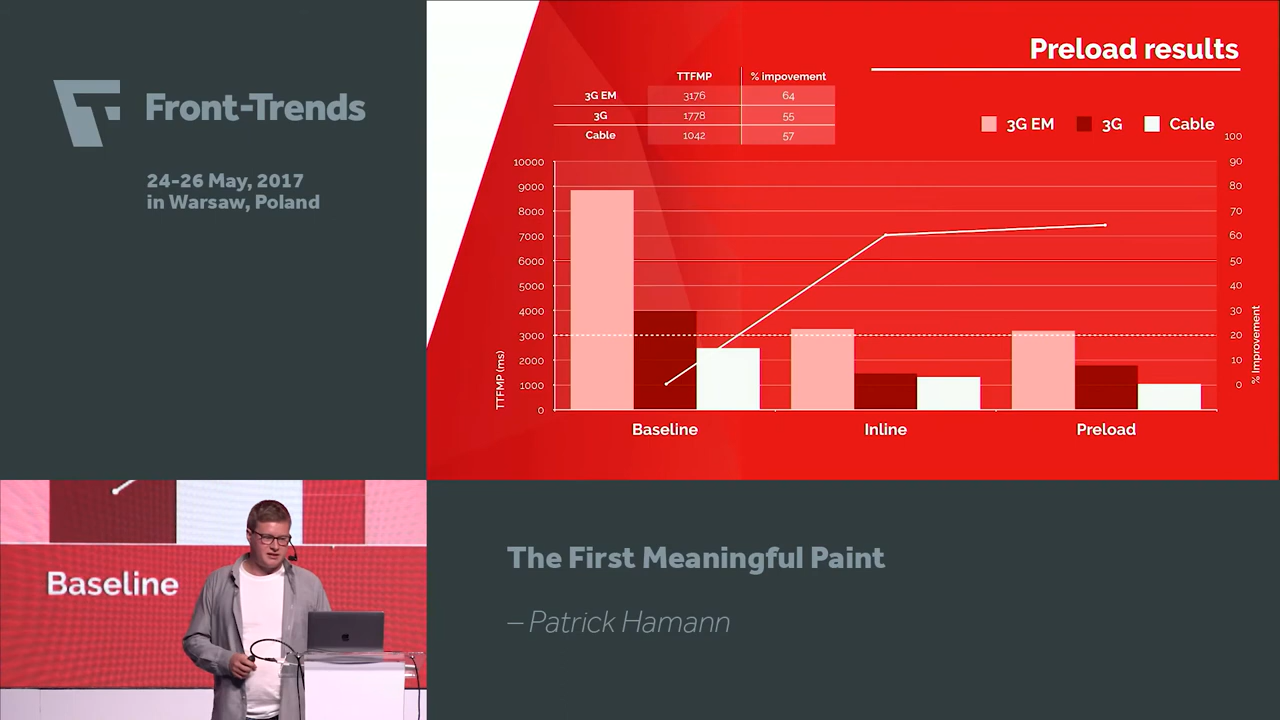 Front-Trends
24-26 May, 2017
in Warsaw, Poland
Preload results
TTFMP % impovement
3G EM 3176 64
3G 1778 55
Cable 1042 57
3G EM 3G Cable
100
10000
9000
8000
7000
6000
5000
4000
3000
2000
1000
0
TTFMP (ms)
90
80
70
60
50
40
30
20
10
0
% Improvement
Baseline Inline Preload
Baseline
The First Meaningful Paint
– Patrick Hamann